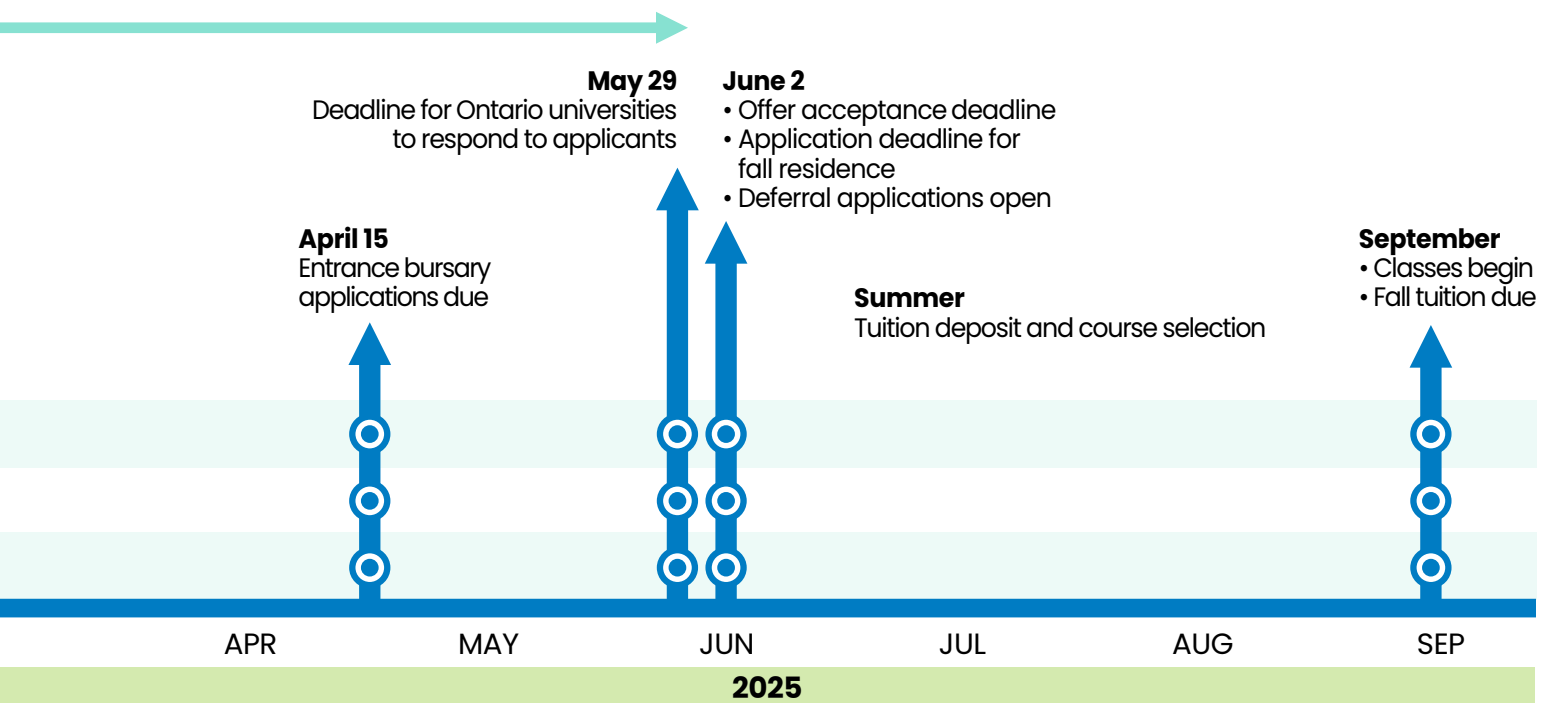 May 29
Deadline for Ontario universities
to respond to applicants
June 2
• Offer acceptance deadline
• Application deadline for
fall residence
• Deferral applications open
April 15
Entrance bursary
applications due
Summer
Tuition deposit and course selection
September
• Classes begin
• Fall tuition due
APR MAY JUN JUL AUG SEP
2025